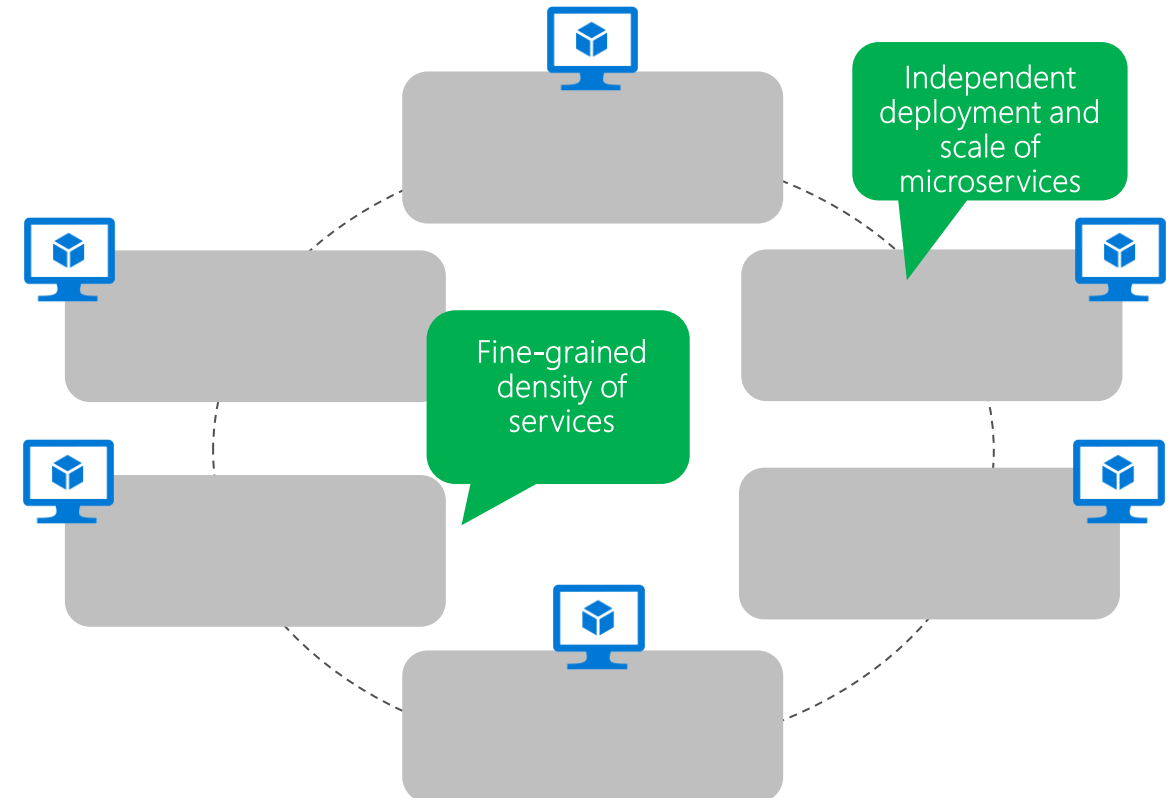 Independent
deployment and
scale of
microservices
Fine-grained
density of
services